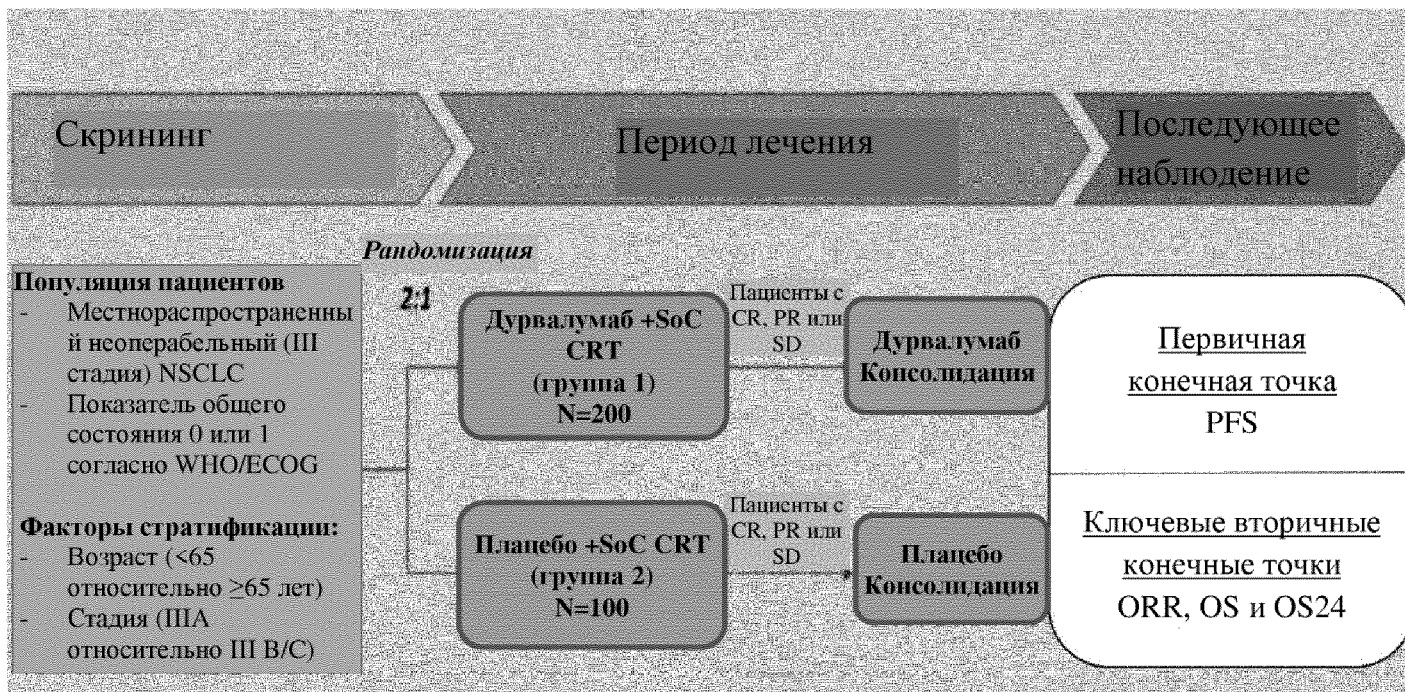 Скрининг
Период лечения
Последующее
наблюдение
Рандомизация
2:1
Популяция пациентов
- Местнораспространенны
й неоперабельный (III
стадия) NSCLC
- Показатель общего
состояния 0 или 1
согласно WHO/ECOG
Факторы стратификации:
- Возраст (<65
относительно ≥65 лет)
- Стадия (IIIA
относительно III B/C)
Дурвалумаб +SoC
CRT
(группа 1)
N=200
Пациенты с
CR, PR или
SD
Дурвалумаб
Консолидация
Плацебо +SoC CRT
(группа 2)
N=100
Пациенты с
CR, PR или
SD
Плацебо
Консолидация
Первичная
конечная точка
PFS
Ключевые вторичные
конечные точки
ORR, OS и OS24